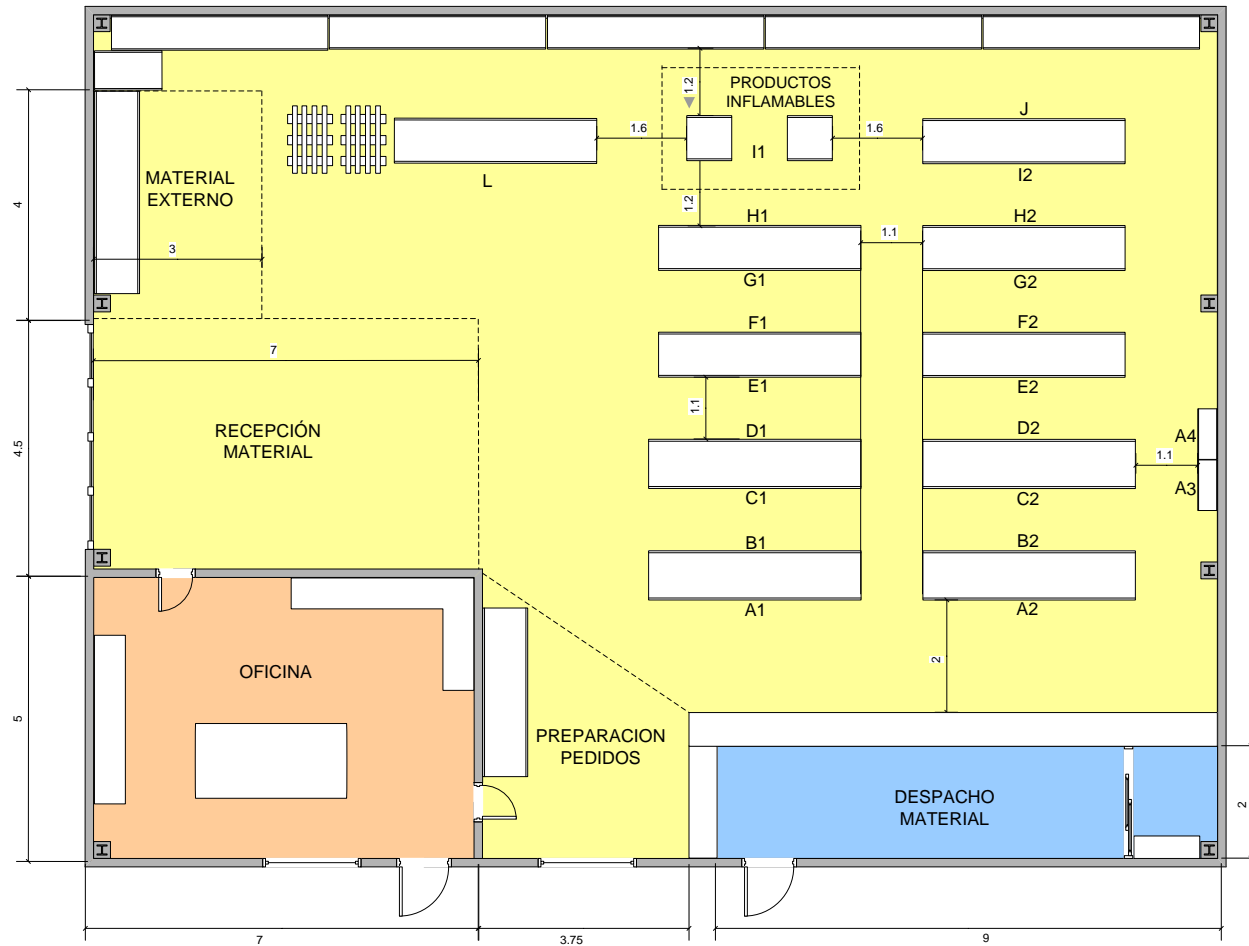 PRODUCTOS
INFLAMABLES
1.2
J
1.6
1.6
I1
L
I2
MATERIAL
EXTERNO
4
3
1.2
H1
H2
1.1
G1
G2
F1
F2
7
E1
E2
1.1
RECEPCIÓN
MATERIAL
4.5
D1
D2
A4
1.1
A3
C1
C2
B1
B2
A1
A2
OFICINA
2
5
PREPARACION
PEDIDOS
DESPACHO
MATERIAL
2
7
3.75
9